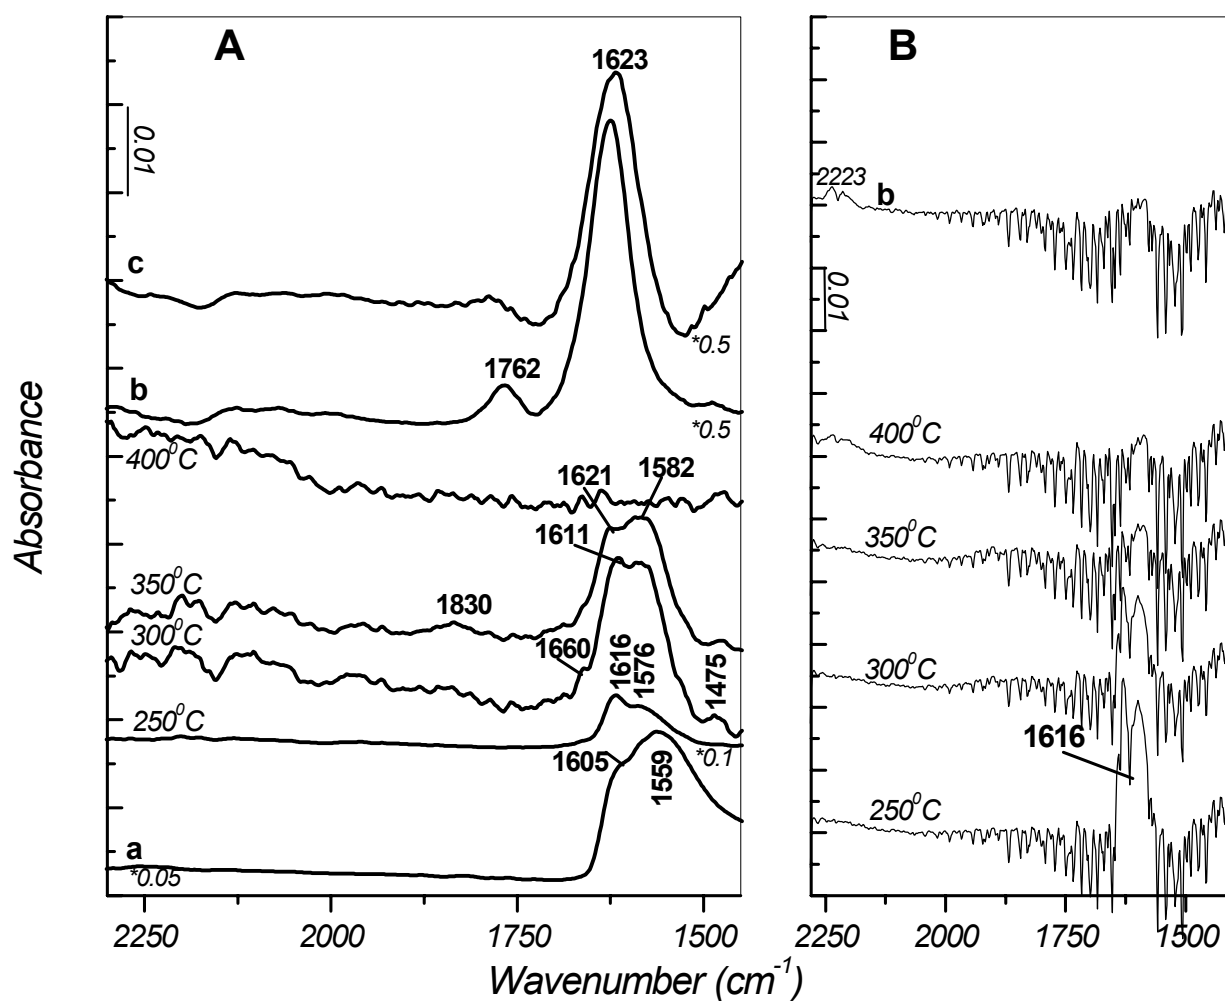 A
B
1623
0.01
2223
b
c
0.01
*0.5
1762
b
*0.5
400⁰C
400⁰C
1621
1582
1611
350⁰C
350⁰C
1830
300⁰C
1660
1616
1576
1475
300⁰C
250⁰C
*0.1
1616
1605
1559
250⁰C
a
*0.05
Absorbance
2250
2000
1750
1500
2250
2000
1750
1500
Wavenumber (cm⁻¹)